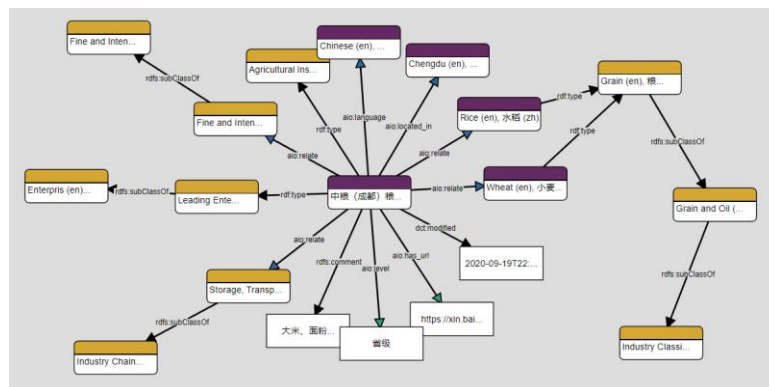 Fine and Inten...
Chinese (en), ...
Agricultural Ins...
Chengdu (en), ...
Grain (en), 粮...
rdfs:subClassOf
aio:language
rdf:type
Fine and Inten...
rdf:type
aio:located_in
Rice (en), 水稻 (zh)
rdf:type
aio:relate
aio:relate
rdfs:subClassOf
Enterpris (en)...
rdfs:subClassOf
Leading Ente...
rdf:type
中粮（成都）粮...
aio:relate
Wheat (en), 小麦...
Grain and Oil (...
aio:relate
dct:modified
rdfs:comment
aio:level
aio:has_url
2020-09-19T22:...
rdfs:subClassOf
Storage, Transp...
rdfs:subClassOf
大米、面粉...
省级
https://xin.bai...
Industry Chain...
Industry Classi...